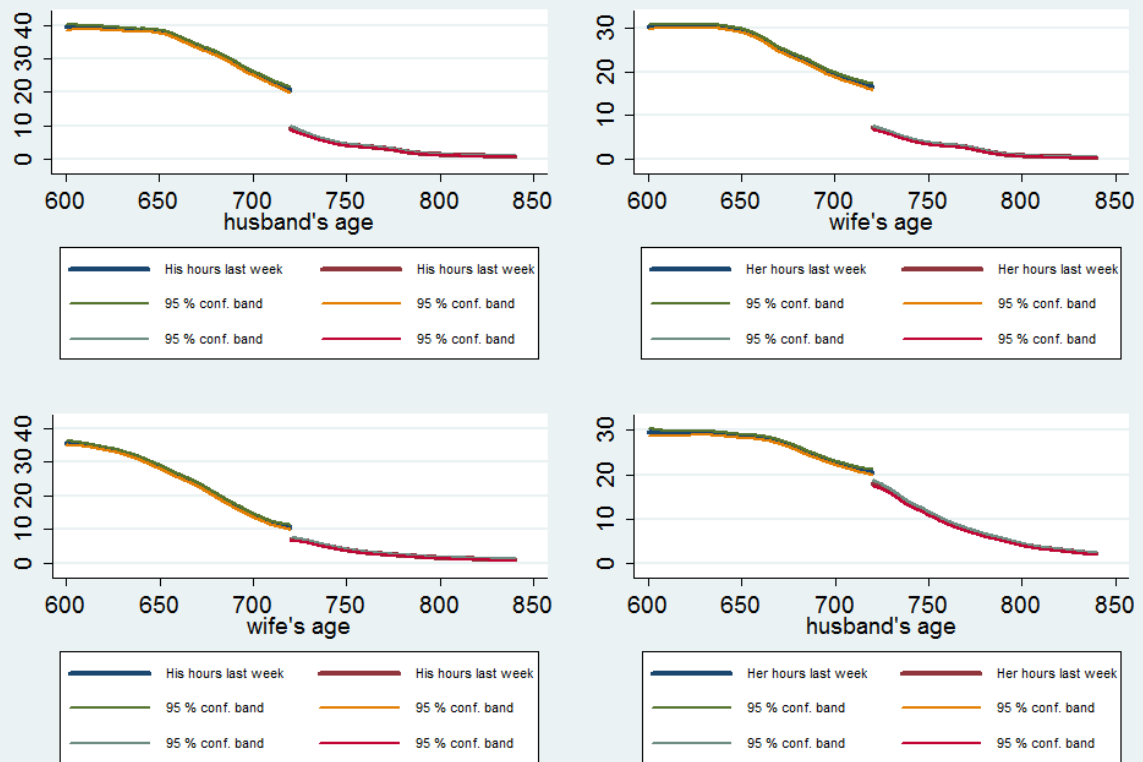 40
30
20
10
0
600 650 700 750 800 850
husband's age
His hours last week His hours last week
95 % conf. band 95 % conf. band
95 % conf. band 95 % conf. band
30
20
10
0
600 650 700 750 800 850
wife's age
Her hours last week Her hours last week
95 % conf. band 95 % conf. band
95 % conf. band 95 % conf. band
40
30
20
10
0
600 650 700 750 800 850
wife's age
His hours last week His hours last week
95 % conf. band 95 % conf. band
95 % conf. band 95 % conf. band
30
20
10
0
600 650 700 750 800 850
husband's age
Her hours last week Her hours last week
95 % conf. band 95 % conf. band
95 % conf. band 95 % conf. band